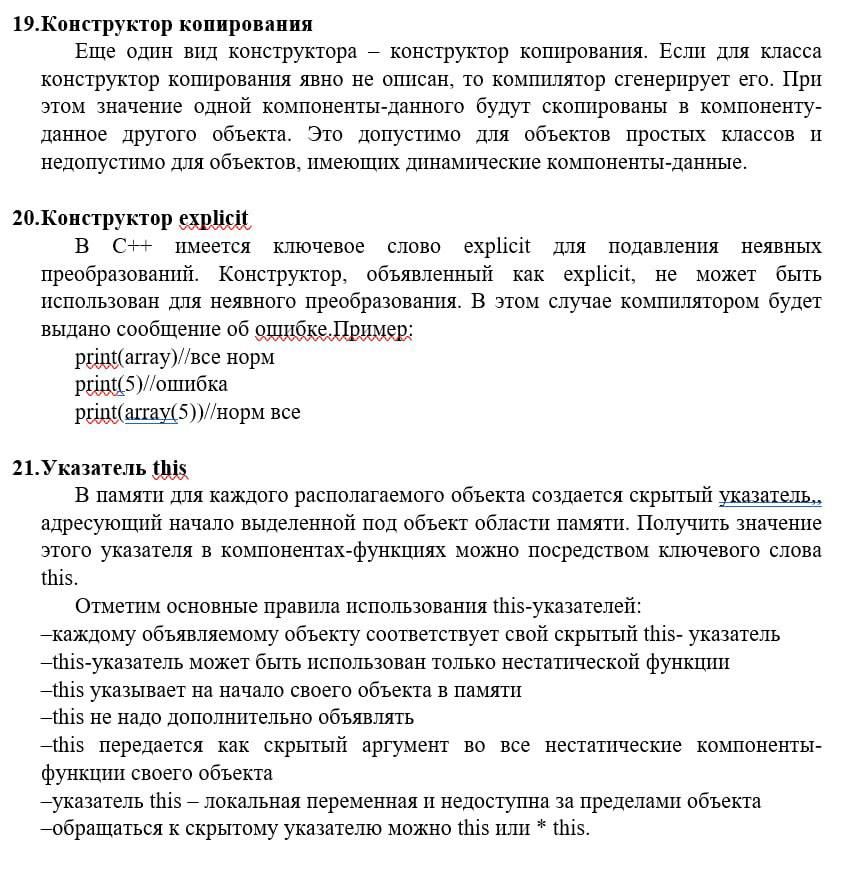 19.Конструктор копирования
Еще один вид конструктора – конструктор копирования. Если для класса
конструктор копирования явно не описан, то компилятор сгенерирует его. При
этом значение одной компоненты-данного будут скопированы в компоненту-
данное другого объекта. Это допустимо для объектов простых классов и
недопустимо для объектов, имеющих динамические компоненты-данные.
20.Конструктор explicit
В С++ имеется ключевое слово explicit для подавления неявных
преобразований. Конструктор, объявленный как explicit, не может быть
использован для неявного преобразования. В этом случае компилятором будет
выдано сообщение об ошибке.Пример:
print(array)//все норм
print(5)//ошибка
print(array(5))//норм все
21.Указатель this
В памяти для каждого располагаемого объекта создается скрытый указатель,,
адресующий начало выделенной под объект области памяти. Получить значение
этого указателя в компонентах-функциях можно посредством ключевого слова
this.
Отметим основные правила использования this-указателей:
–каждому объявляемому объекту соответствует свой скрытый this- указатель
–this-указатель может быть использован только нестатической функции
–this указывает на начало своего объекта в памяти
–this не надо дополнительно объявлять
–this передается как скрытый аргумент во все нестатические компоненты-
функции своего объекта
–указатель this – локальная переменная и недоступна за пределами объекта
–обращаться к скрытому указателю можно this или * this.